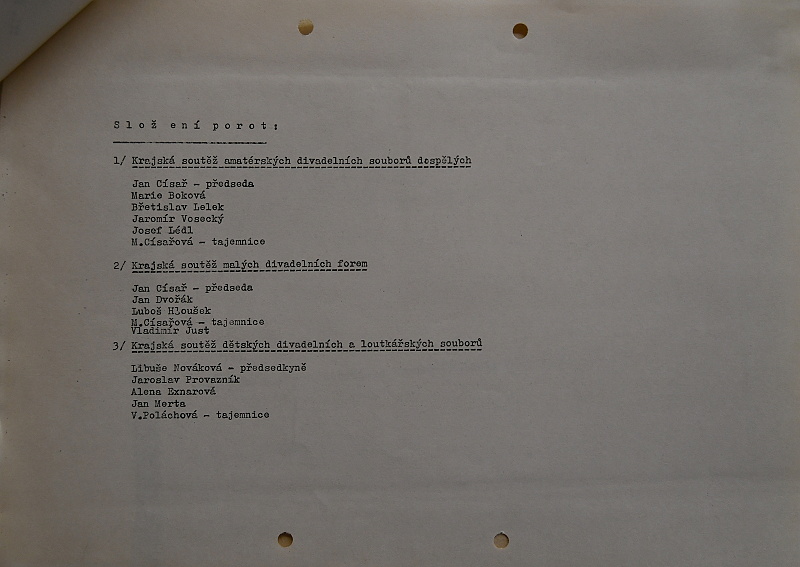 S l o ž e n í p o r o t :
1/ Krajská soutěž amatérských divadelních souborů dospělých
Jan Císař - předseda
Marie Boková
Břetislav Lelek
Jaromír Vosecký
Josef Lédl
M.Císařová - tajemnice
2/ Krajská soutěž malých divadelních forem
Jan Císař - předseda
Jan Dvořák
Luboš Hloušek
M.Císařová - tajemnice
Vladimír Just
3/ Krajská soutěž dětských divadelních a loutkářských souborů
Libuše Nováková - předsedkyně
Jaroslav Provazník
Alena Exnarová
Jan Merta
V.Poláchová - tajemnice